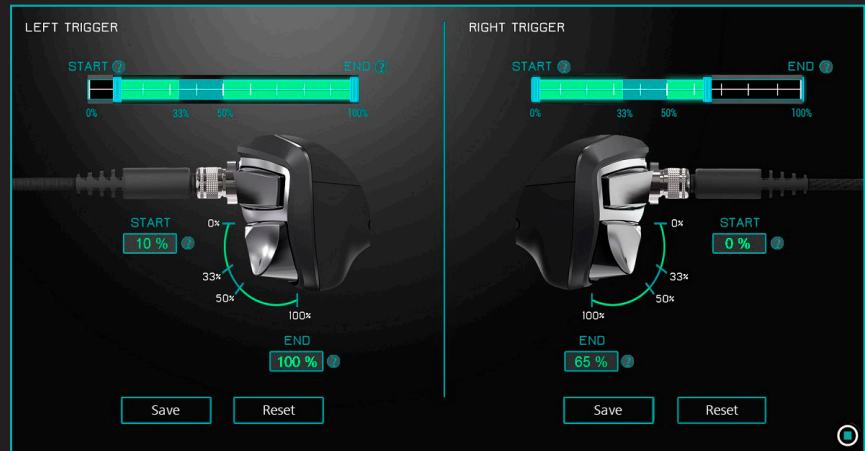 LEFT TRIGGER
START ?
END ?
0% 33% 50% 100%
START
10 % ?
0%
33%
50%
100%
END
100 % ?
Save Reset
RIGHT TRIGGER
START ?
END ?
0% 33% 50% 100%
0%
START
0 % ?
33%
50%
100%
END
65 % ?
Save Reset